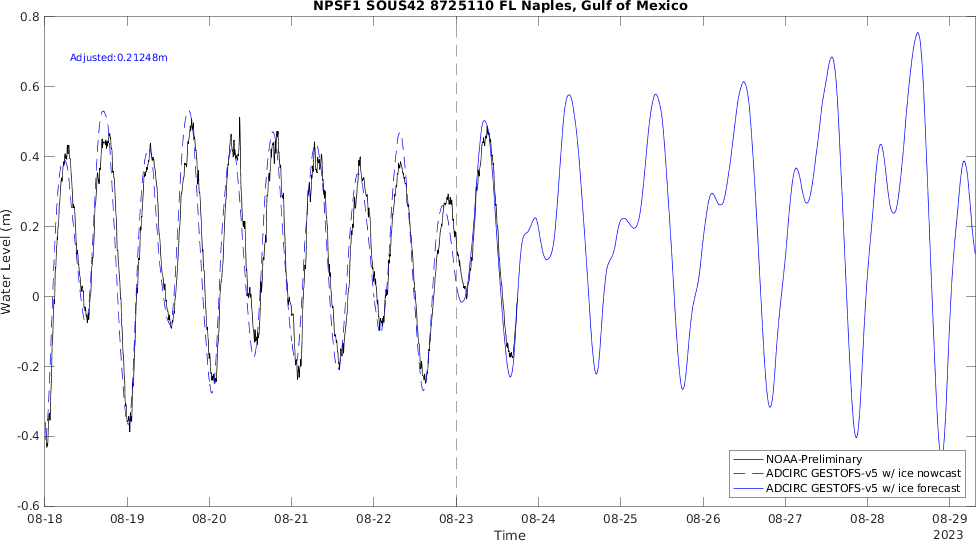 NPSF1 SOUS42 8725110 FL Naples, Gulf of Mexico
Adjusted:0.21248m
Water Level (m)
0.8
0.6
0.4
0.2
0
-0.2
-0.4
-0.6
NOAA-Preliminary
ADCIRC GESTOFS-v5 w/ ice nowcast
ADCIRC GESTOFS-v5 w/ ice forecast
08-18 08-19 08-20 08-21 08-22 08-23 08-24 08-25 08-26 08-27 08-28 08-29
Time
2023